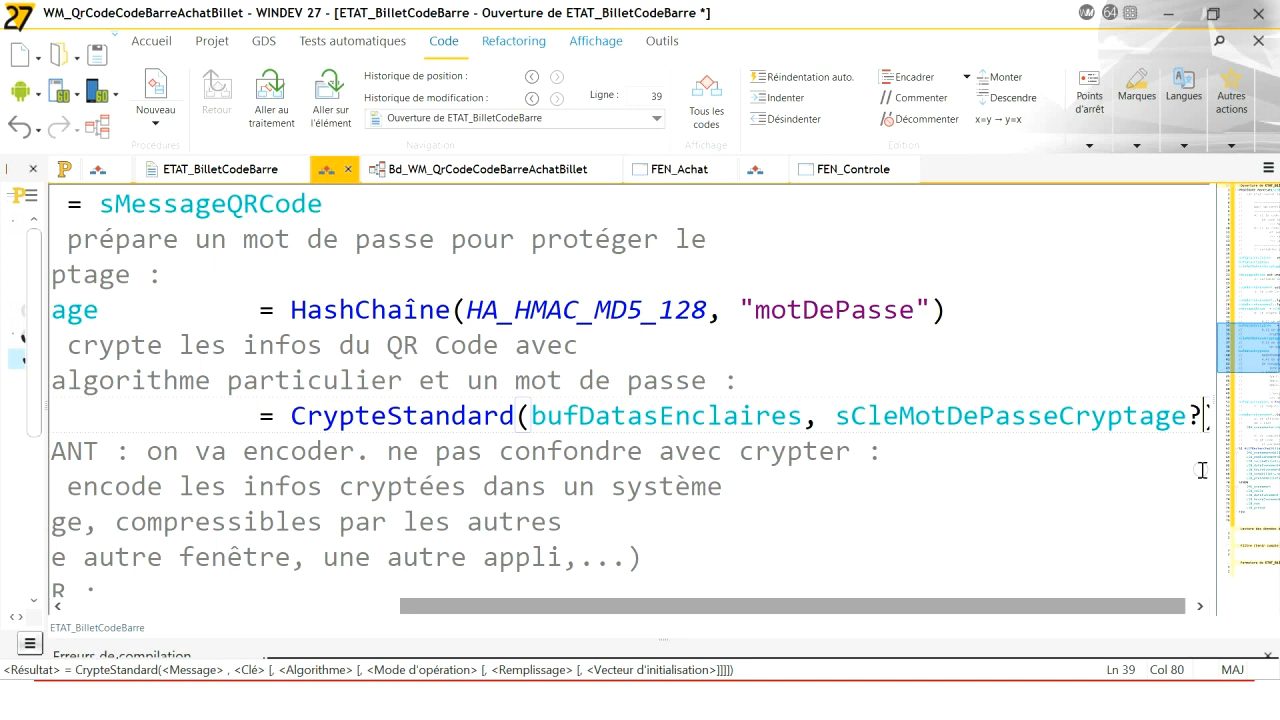 WM_QrCodeCodeBarreAchatBillet - WINDEV 27 - [ETAT_BilletCodeBarre - Ouverture de ETAT_BilletCodeBarre *]
27
WM 64
Accueil Projet GDS Tests automatiques Code Refactoring Affichage Outils
Nouveau
Procédures
Retour
Aller au
traitement
Aller sur
l'élément
Historique de position :
Historique de modification : Ligne : 39
Ouverture de ETAT_BilletCodeBarre
Navigation
Tous les
codes
Affichage
Réindentation auto. Encadrer Monter
Indenter // Commenter Descendre
Désindenter Décommenter x=y → y=x
Edition
Points
d'arrêt
Marques
Langues
Autres
actions
ETAT_BilletCodeBarre Bd_WM_QrCodeCodeBarreAchatBillet FEN_Achat FEN_Controle
= sMessageQRCode
prépare un mot de passe pour protéger le
ptage :
age = HashChaîne(HA_HMAC_MD5_128, "motDePasse")
crypte les infos du QR Code avec
algorithme particulier et un mot de passe :
= CrypteStandard(bufDatasEnclaires, sCleMotDePasseCryptage?)
ANT : on va encoder. ne pas confondre avec crypter :
encode les infos cryptées dans un système
ge, compressibles par les autres
e autre fenêtre, une autre appli,...)
ETAT_BilletCodeBarre
Erreurs de compilation
<Résultat> = CrypteStandard(<Message> , <Clé> [, <Algorithme> [, <Mode d'opération> [, <Remplissage> [, <Vecteur d'initialisation>]]]]) Ln 39 Col 80 MAJ